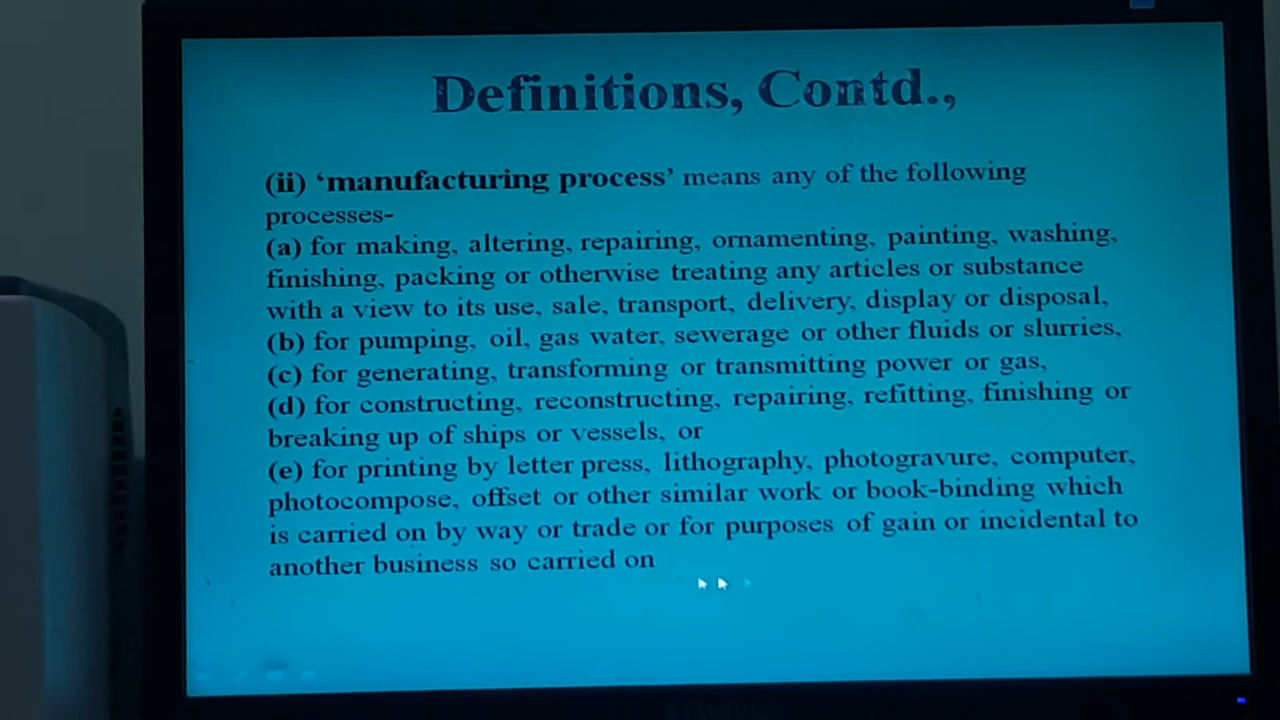 Definitions, Contd.,
(ii) ‘manufacturing process’ means any of the following
processes-
(a) for making, altering, repairing, ornamenting, painting, washing,
finishing, packing or otherwise treating any articles or substance
with a view to its use, sale, transport, delivery, display or disposal,
(b) for pumping, oil, gas water, sewerage or other fluids or slurries,
(c) for generating, transforming or transmitting power or gas,
(d) for constructing, reconstructing, repairing, refitting, finishing or
breaking up of ships or vessels, or
(e) for printing by letter press, lithography, photogravure, computer,
photocompose, offset or other similar work or book-binding which
is carried on by way or trade or for purposes of gain or incidental to
another business so carried on